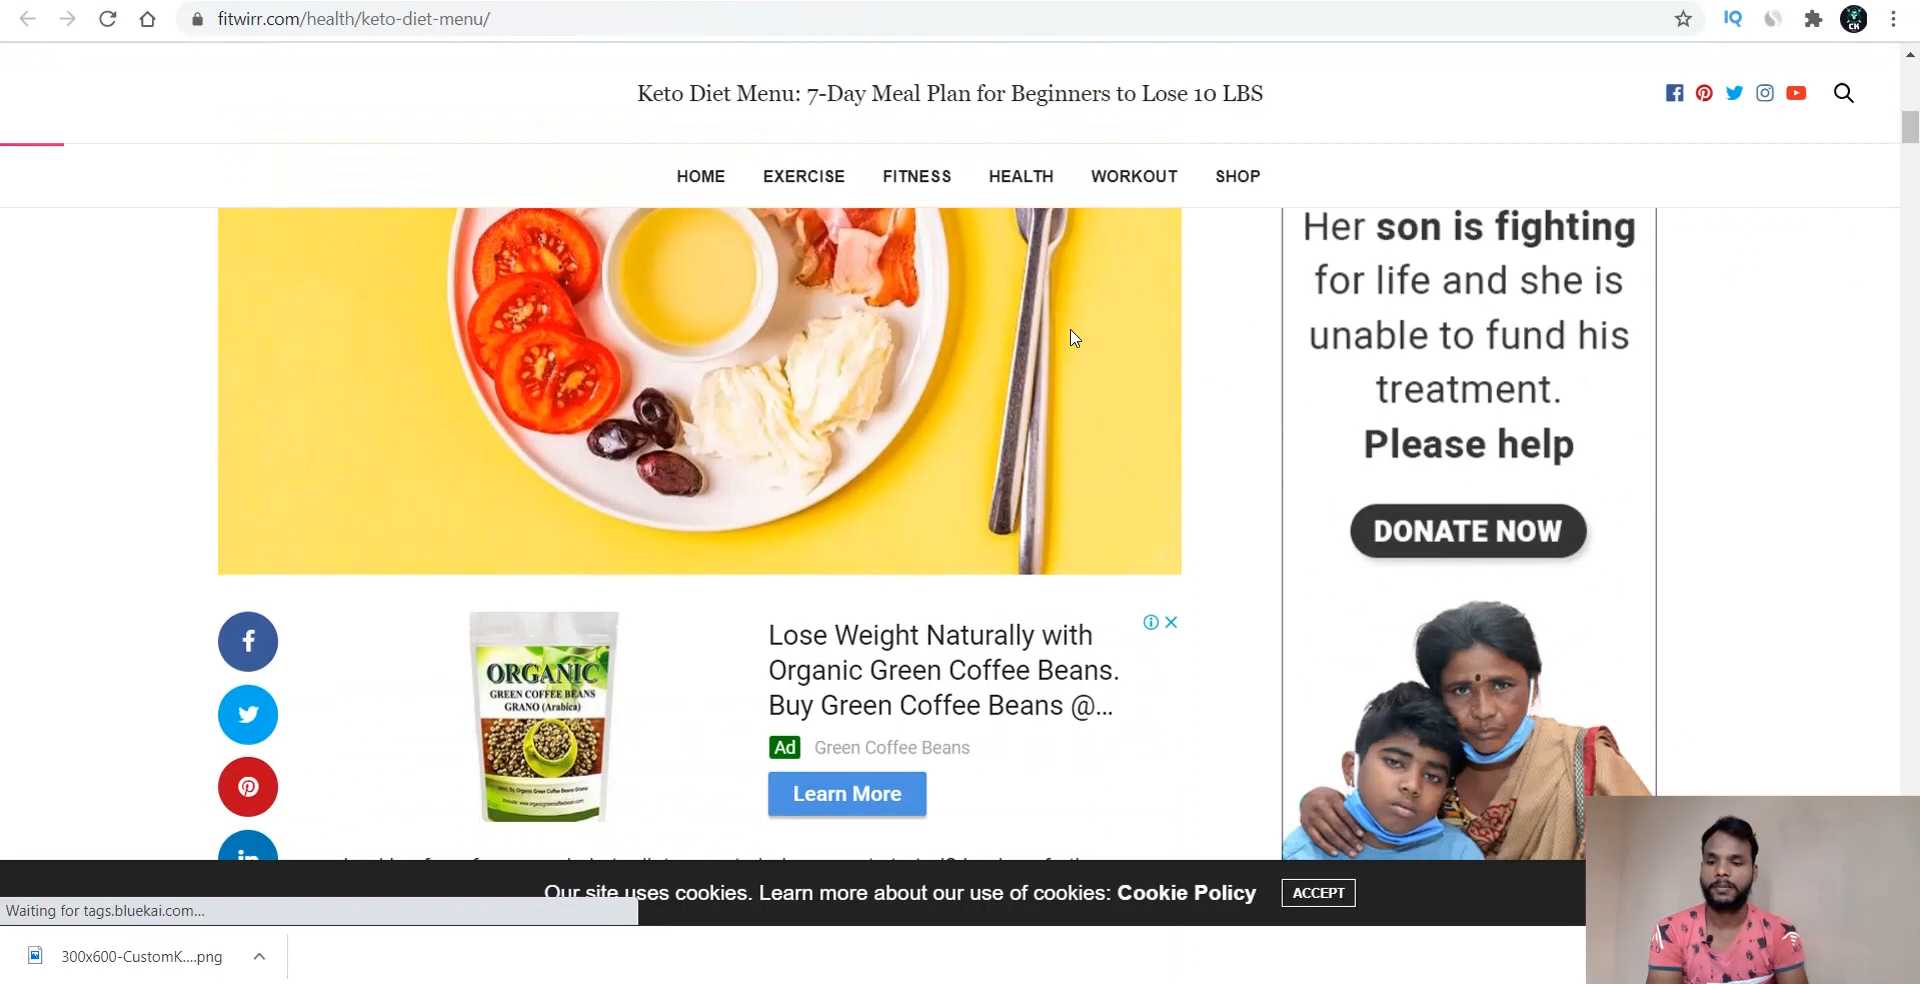 fitwirr.com/health/keto-diet-menu/
IQ
CK
Keto Diet Menu: 7-Day Meal Plan for Beginners to Lose 10 LBS
HOME EXERCISE FITNESS HEALTH WORKOUT SHOP
Her son is fighting
for life and she is
unable to fund his
treatment.
Please help
DONATE NOW
ORGANIC
GREEN COFFEE BEANS
GRANO (Arabica)
Lose Weight Naturally with
Organic Green Coffee Beans.
Buy Green Coffee Beans @...
Ad Green Coffee Beans
Learn More
Our site uses cookies. Learn more about our use of cookies: Cookie Policy ACCEPT
Waiting for tags.bluekai.com...
300x600-CustomK....png